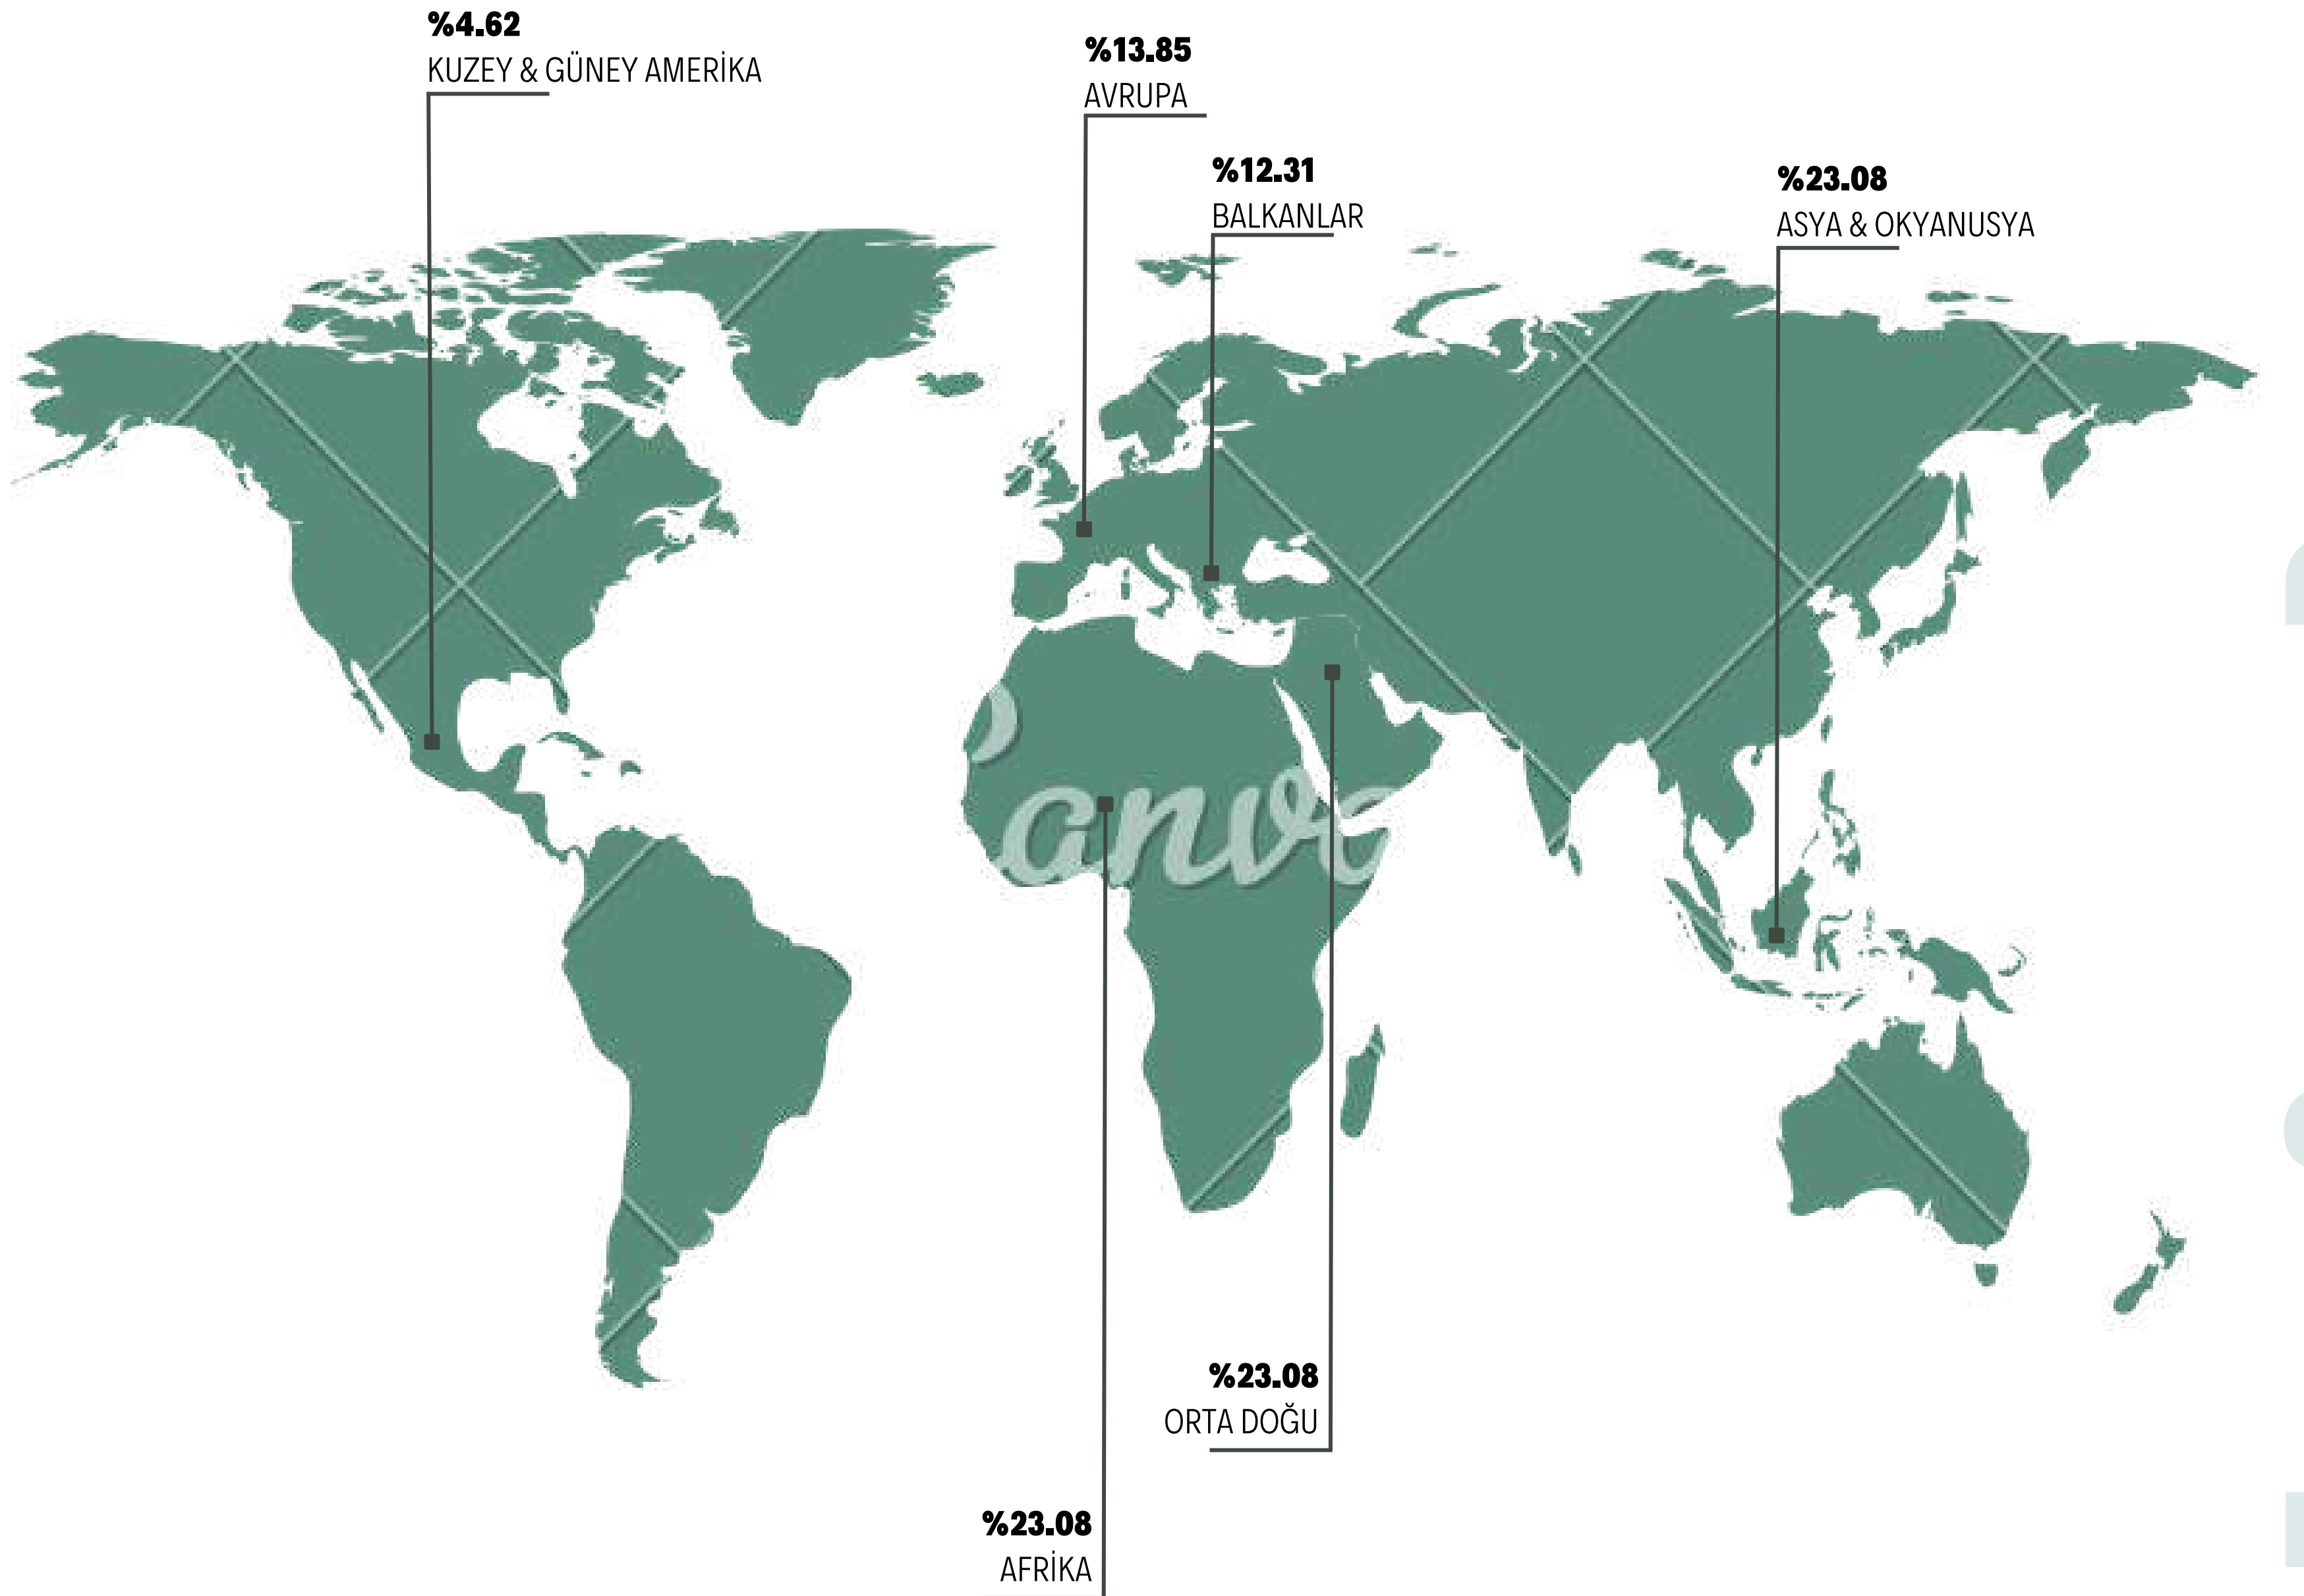 %4.62
KUZEY & GÜNEY AMERİKA
%13.85
AVRUPA
%12.31
BALKANLAR
%23.08
ASYA & OKYANUSYA
Canva
%23.08
ORTA DOĞU
%23.08
AFRİKA